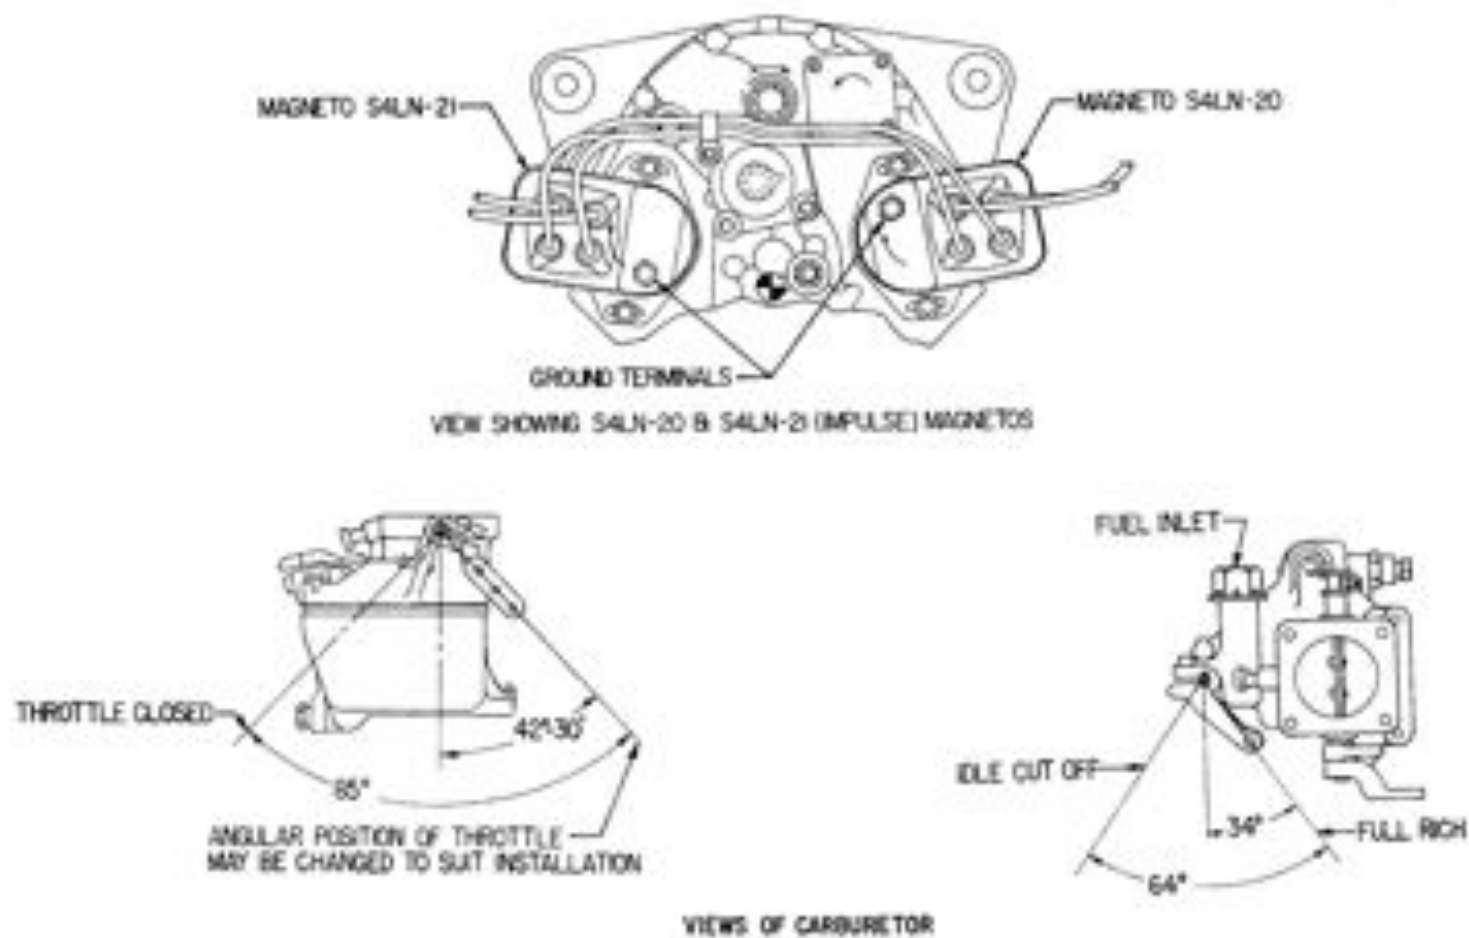 MAGNETO S4LN-21
MAGNETO S4LN-20
GROUND TERMINALS
VIEW SHOWING S4LN-20 & S4LN-21 (IMPULSE) MAGNETOS
FUEL INLET
THROTTLE CLOSED
42°30'
85°
IDLE CUT OFF
34°
FULL RICH
64°
ANGULAR POSITION OF THROTTLE
MAY BE CHANGED TO SUIT INSTALLATION
VIEWS OF CARBURETOR